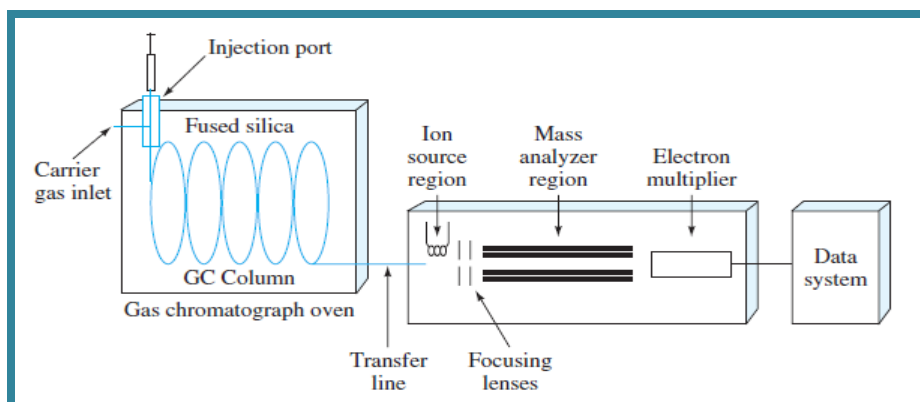 Injection port
Fused silica
Carrier
gas inlet
GC Column
Gas chromatograph oven
Ion
source
region
Mass
analyzer
region
Electron
multiplier
Data
system
Transfer
line
Focusing
lenses